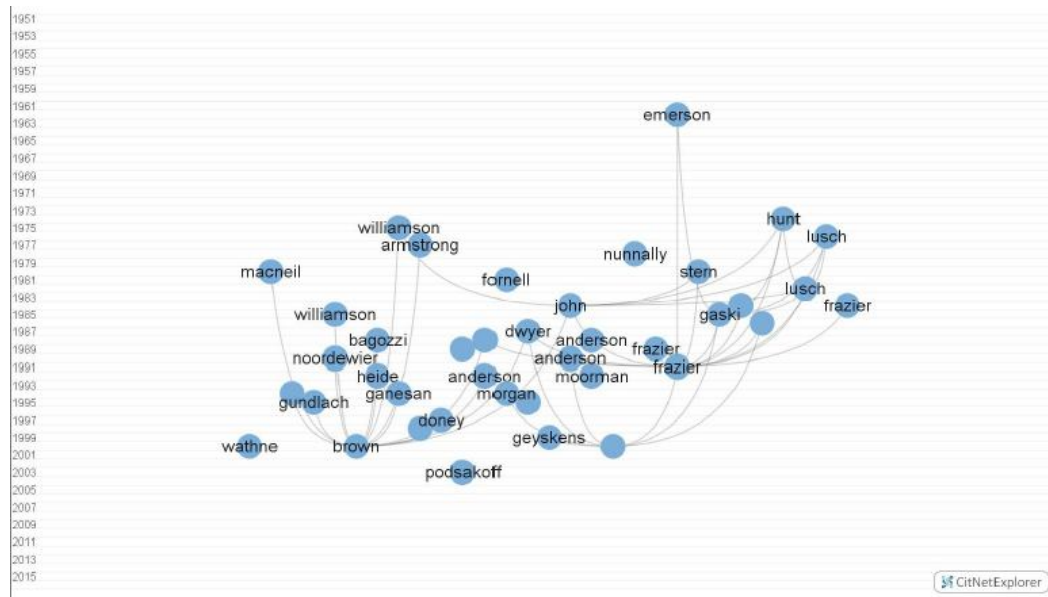 1951
1953
1955
1957
1959
1961
1963
1965
1967
1969
1971
1973
1975
1977
1979
1981
1983
1985
1987
1989
1991
1993
1995
1997
1999
2001
2003
2005
2007
2009
2011
2013
2015
emerson
hunt
williamson
lusch
armstrong
nunnally
macneil
stern
fornell
lusch
john
frazier
williamson
gaski
dwyer
bagozzi
anderson
frazier
noordewier
anderson
frazier
heide
anderson
moorman
ganesan
morgan
gundlach
doney
geyskens
wathne
brown
podsakoff
CitNetExplorer